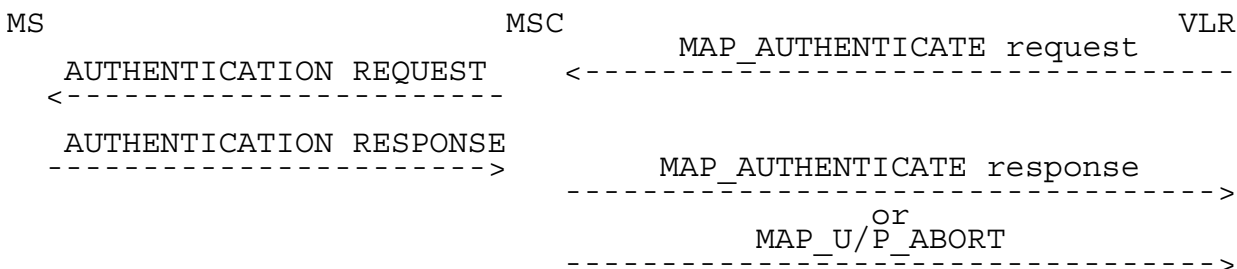 MS MSC VLR
MAP_AUTHENTICATE request
AUTHENTICATION REQUEST <----------------------------------
<-----------------------
AUTHENTICATION RESPONSE
-----------------------> MAP_AUTHENTICATE response
---------------------------------->
or
MAP_U/P_ABORT
---------------------------------->